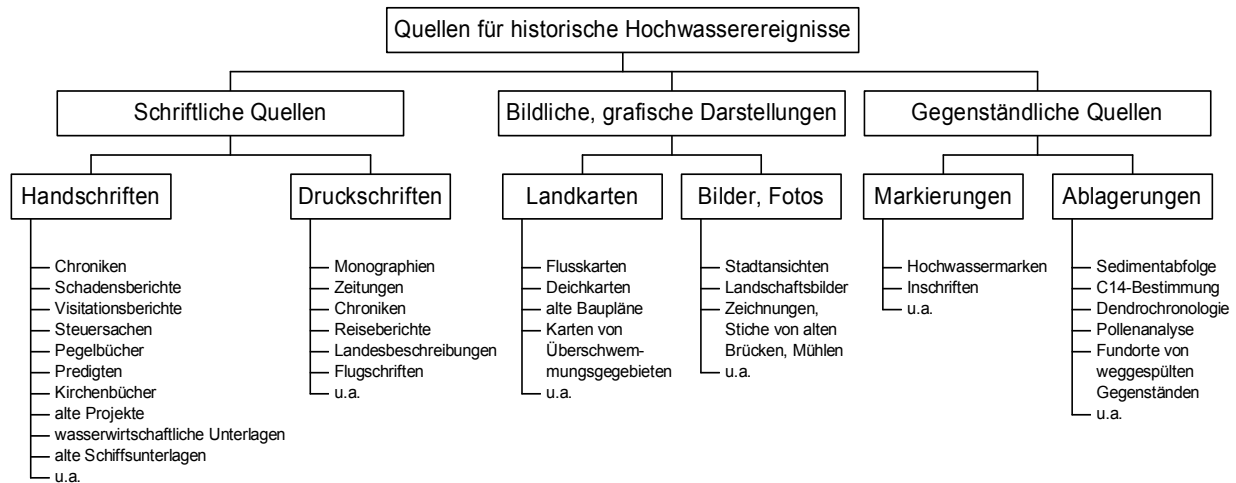 Quellen für historische Hochwasserereignisse
Schriftliche Quellen
Bildliche, grafische Darstellungen
Gegenständliche Quellen
Handschriften
Druckschriften
Landkarten
Bilder, Fotos
Markierungen
Ablagerungen
Chroniken
Schadensberichte
Visitationsberichte
Steuersachen
Pegelbücher
Predigten
Kirchenbücher
alte Projekte
wasserwirtschaftliche Unterlagen
alte Schiffsunterlagen
u.a.
Monographien
Zeitungen
Chroniken
Reiseberichte
Landesbeschreibungen
Flugschriften
u.a.
Flusskarten
Deichkarten
alte Baupläne
Karten von
Überschwem-
mungsgegebieten
u.a.
Stadtansichten
Landschaftsbilder
Zeichnungen,
Stiche von alten
Brücken, Mühlen
u.a.
Hochwassermarken
Inschriften
u.a.
Sedimentabfolge
C14-Bestimmung
Dendrochronologie
Pollenanalyse
Fundorte von
weggespülten
Gegenständen
u.a.